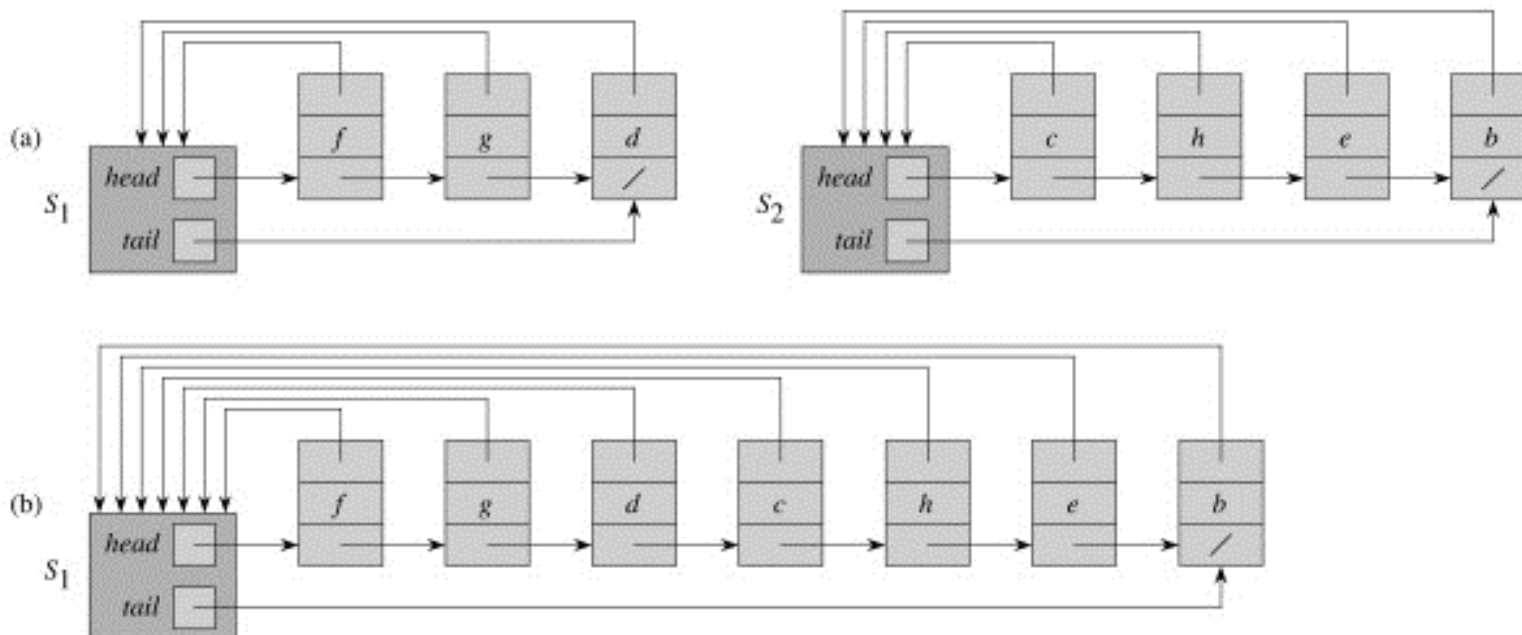 f g d c h e b
(a)
head head
S1 S2
tail tail
f g d c h e b
(b)
head
S1
tail